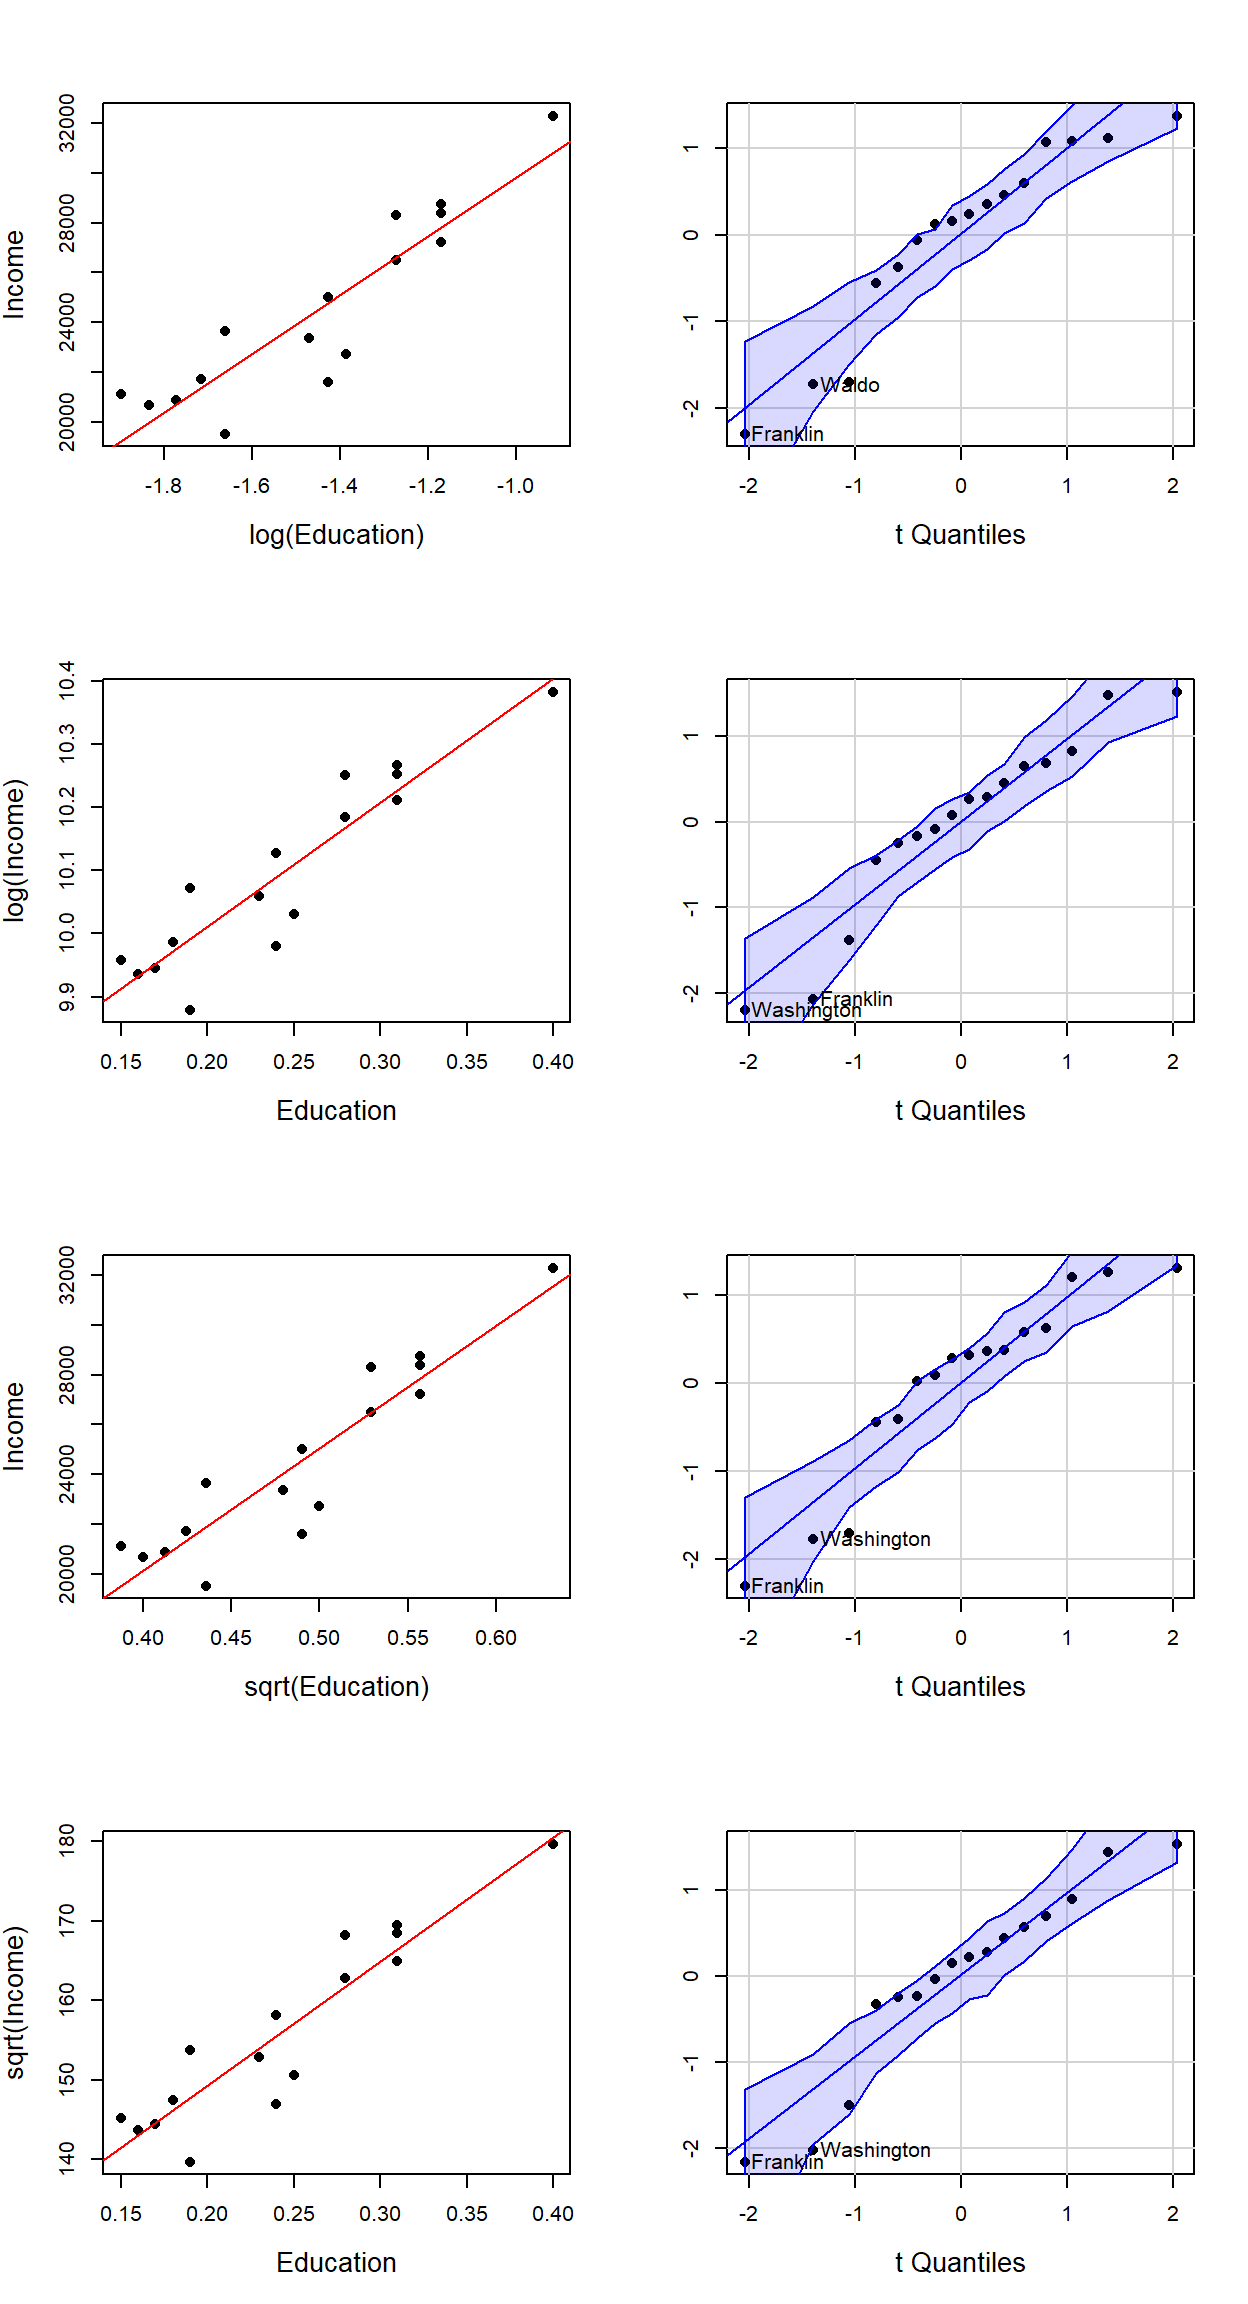 Income
32000
28000
24000
20000
-1.8 -1.6 -1.4 -1.2 -1.0
log(Education)
1
0
-1
-2
Waldo
Franklin
-2 -1 0 1 2
t Quantiles
log(Income)
10.4
10.3
10.2
10.1
10.0
9.9
0.15 0.20 0.25 0.30 0.35 0.40
Education
1
0
-1
-2
Franklin
Washington
-2 -1 0 1 2
t Quantiles
Income
32000
28000
24000
20000
0.40 0.45 0.50 0.55 0.60
sqrt(Education)
1
0
-1
-2
Washington
Franklin
-2 -1 0 1 2
t Quantiles
sqrt(Income)
180
170
160
150
140
0.15 0.20 0.25 0.30 0.35 0.40
Education
1
0
-1
-2
Washington
Franklin
-2 -1 0 1 2
t Quantiles